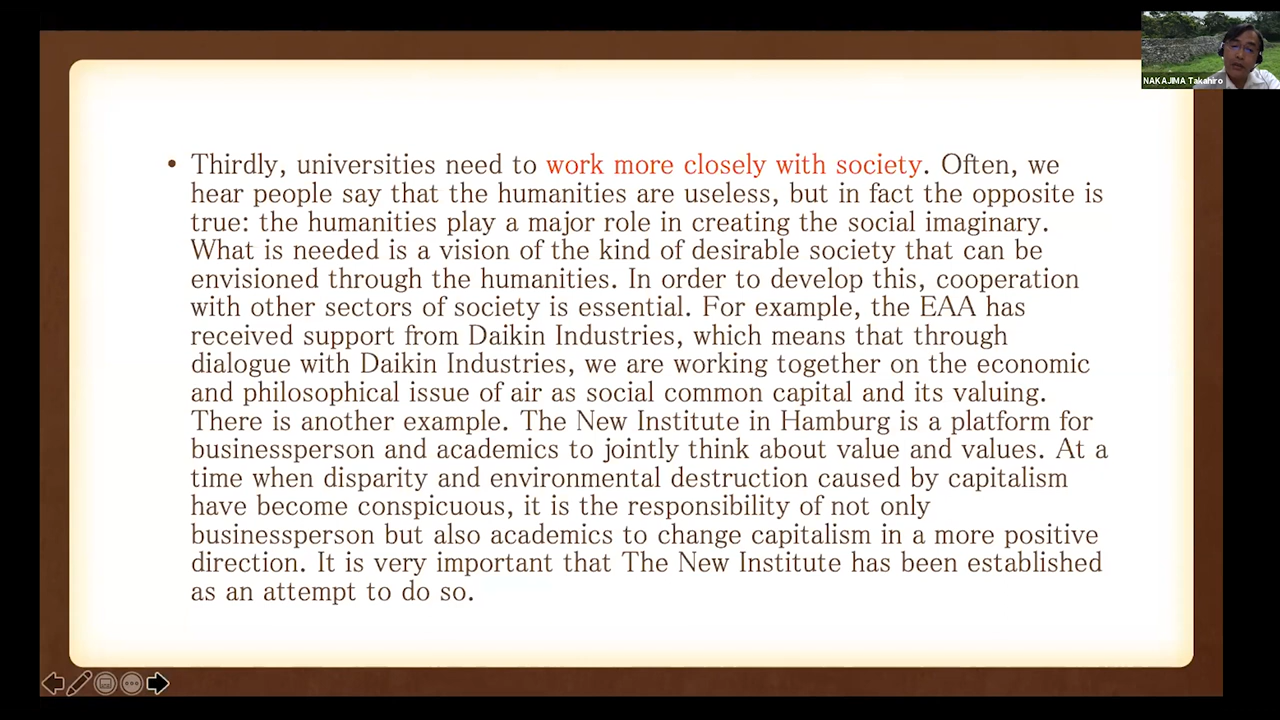 NAKAJIMA Takahiro
• Thirdly, universities need to work more closely with society. Often, we
hear people say that the humanities are useless, but in fact the opposite is
true: the humanities play a major role in creating the social imaginary.
What is needed is a vision of the kind of desirable society that can be
envisioned through the humanities. In order to develop this, cooperation
with other sectors of society is essential. For example, the EAA has
received support from Daikin Industries, which means that through
dialogue with Daikin Industries, we are working together on the economic
and philosophical issue of air as social common capital and its valuing.
There is another example. The New Institute in Hamburg is a platform for
businessperson and academics to jointly think about value and values. At a
time when disparity and environmental destruction caused by capitalism
have become conspicuous, it is the responsibility of not only
businessperson but also academics to change capitalism in a more positive
direction. It is very important that The New Institute has been established
as an attempt to do so.